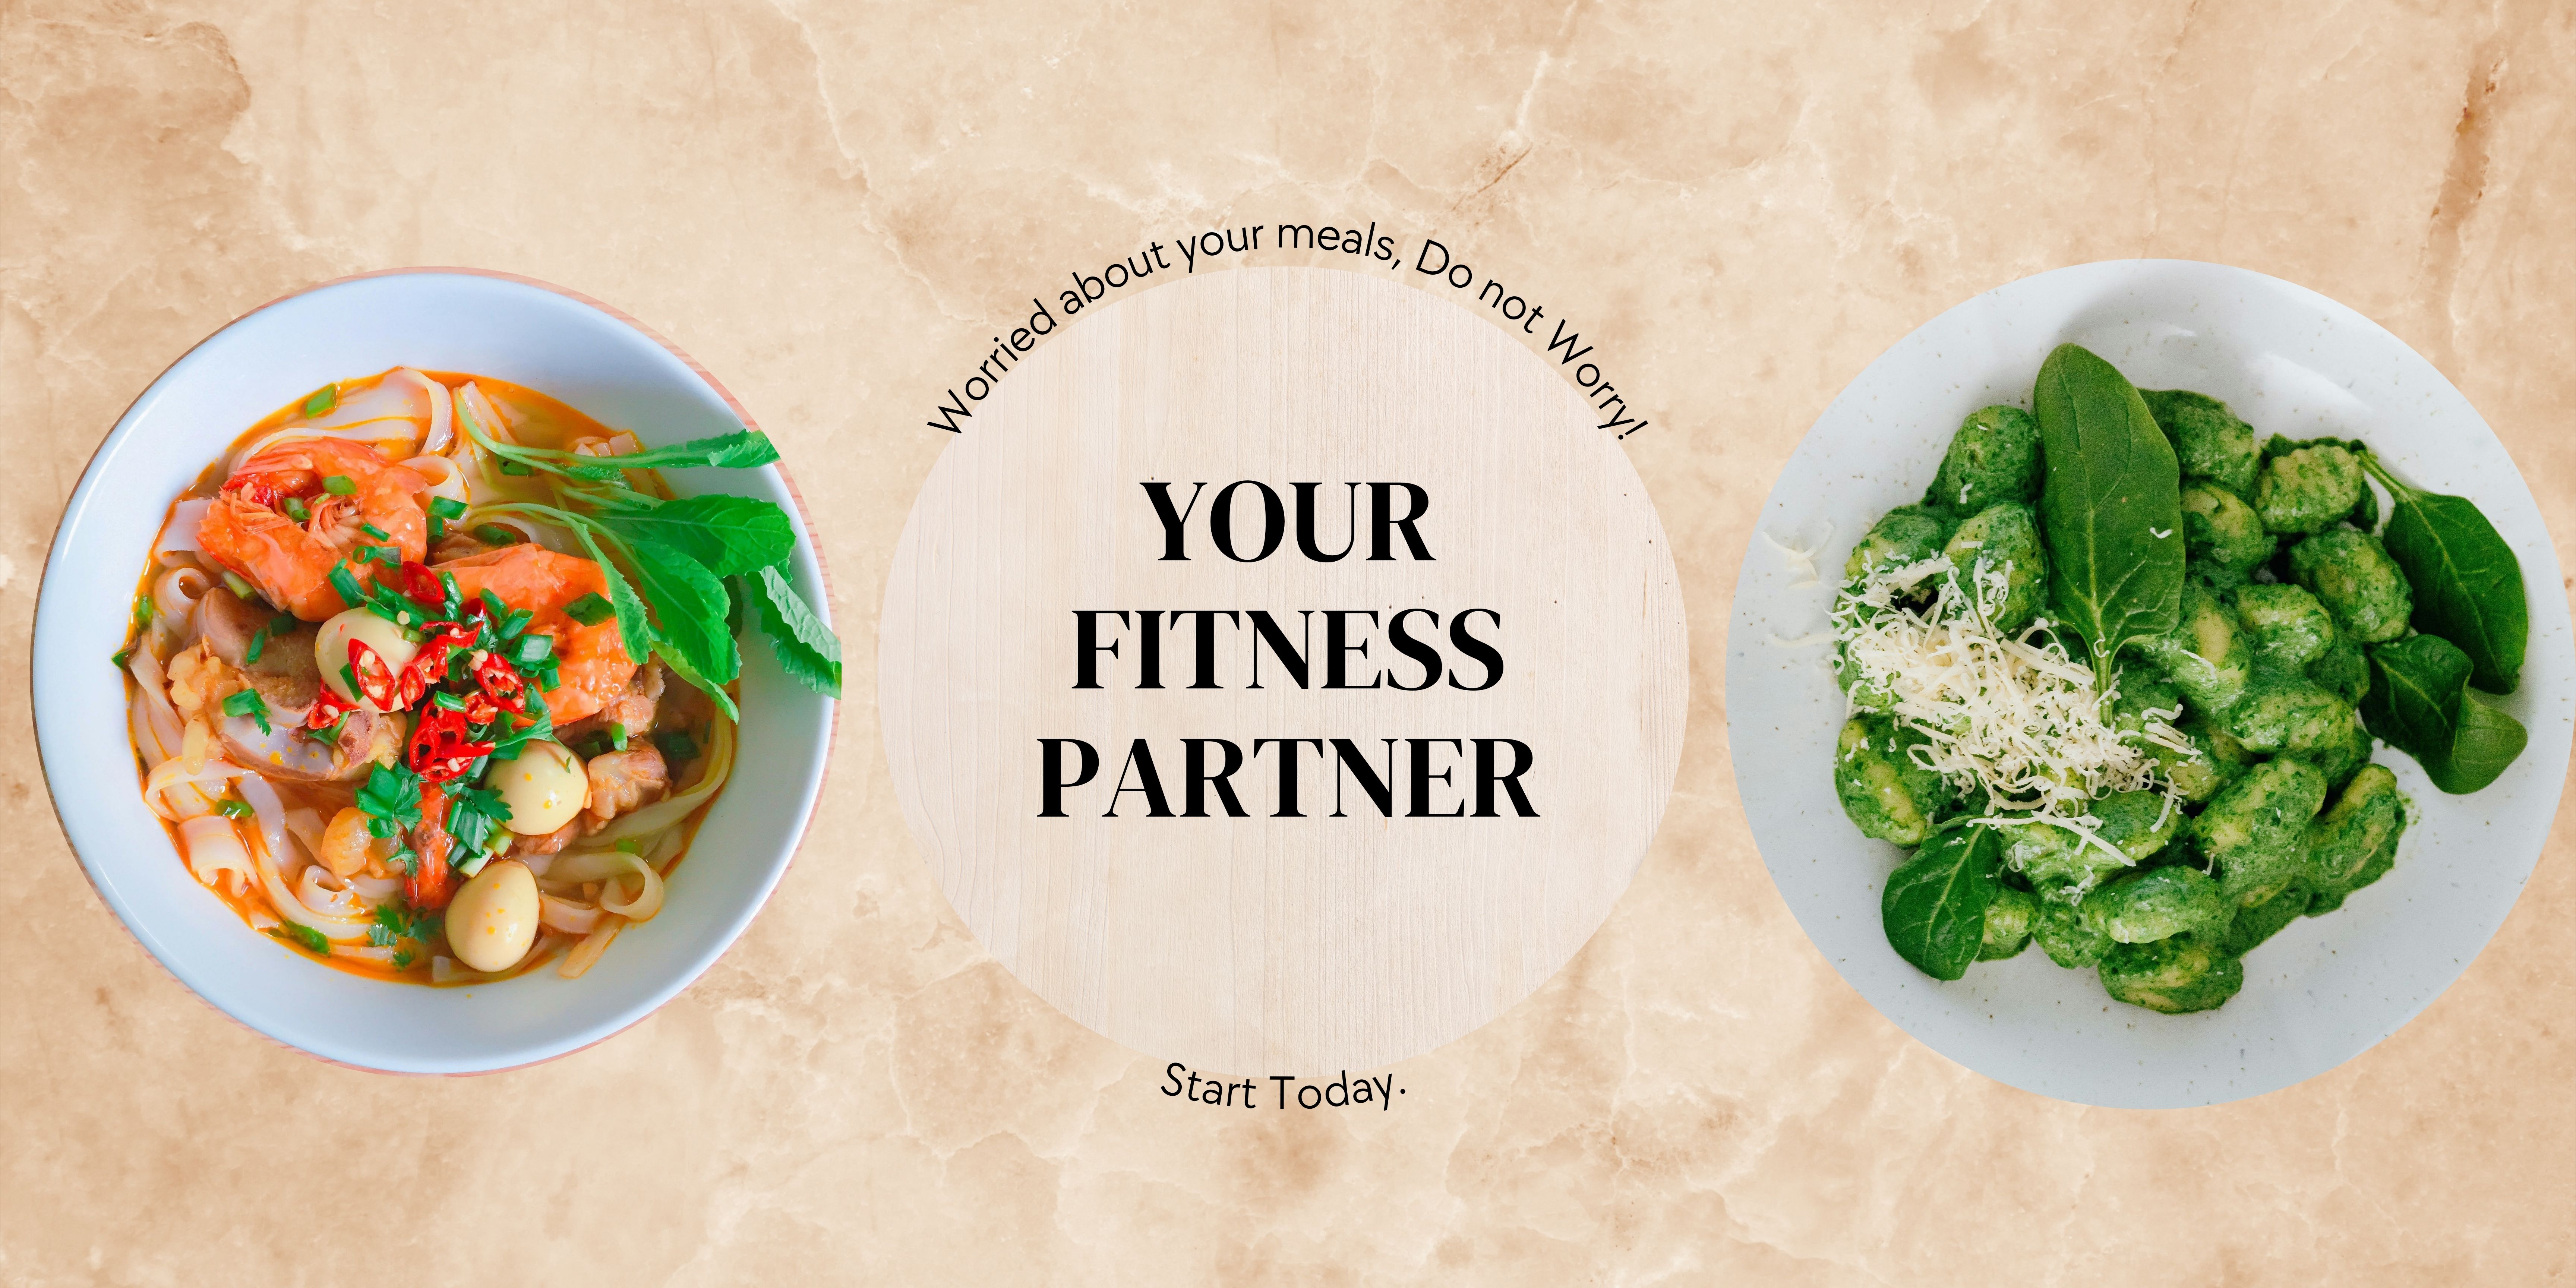 Worried about your meals, Do not Worry!
YOUR
FITNESS
PARTNER
Start Today.